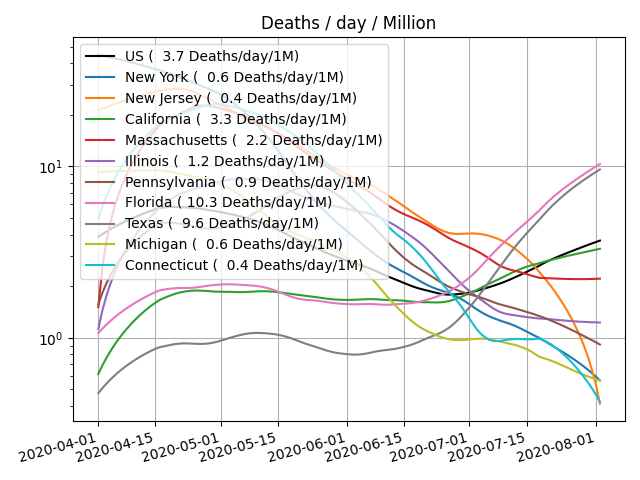 Deaths / day / Million
US (  3.7 Deaths/day/1M)
New York (  0.6 Deaths/day/1M)
New Jersey (  0.4 Deaths/day/1M)
California (  3.3 Deaths/day/1M)
Massachusetts (  2.2 Deaths/day/1M)
Illinois (  1.2 Deaths/day/1M)
Pennsylvania (  0.9 Deaths/day/1M)
Florida ( 10.3 Deaths/day/1M)
Texas (  9.6 Deaths/day/1M)
Michigan (  0.6 Deaths/day/1M)
Connecticut (  0.4 Deaths/day/1M)
10¹
10⁰
2020-04-01 2020-04-15 2020-05-01 2020-05-15 2020-06-01 2020-06-15 2020-07-01 2020-07-15 2020-08-01